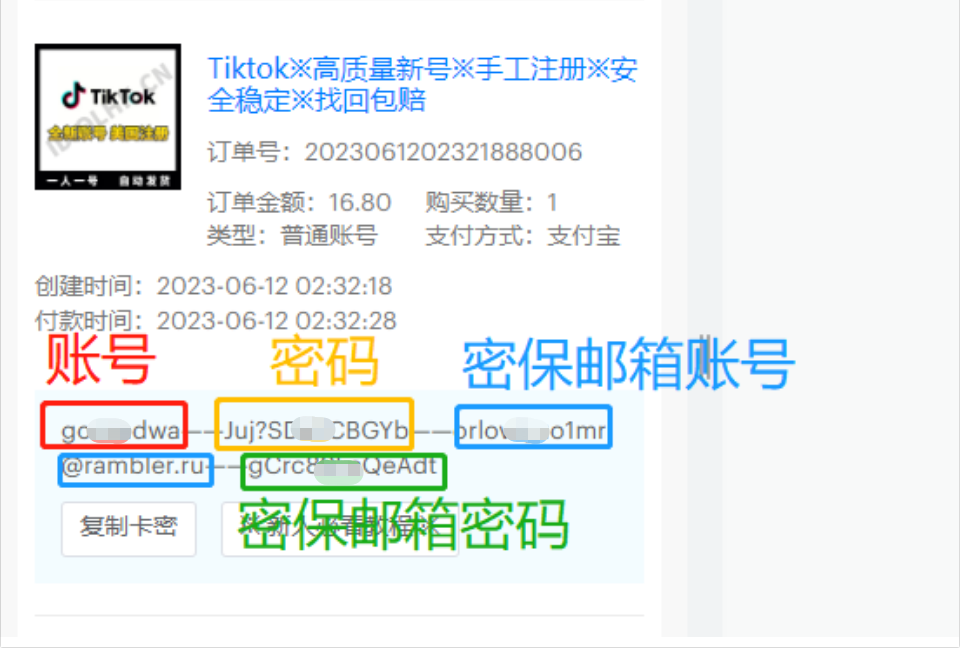 TikTok
全新账号 美国注册
一人一号 自动发货
Tiktok※高质量新号※手工注册※安
全稳定※找回包赔
订单号：2023061202321888006
订单金额：16.80 购买数量：1
类型：普通账号 支付方式：支付宝
创建时间：2023-06-12 02:32:18
付款时间：2023-06-12 02:32:28
账号 密码 密保邮箱账号
go dwa——Juj?SD CBGYb——orlov o1mr
@rambler.ru——gCrc8 QeAdt
密保邮箱密码
复制卡密 ※新人必看教程※